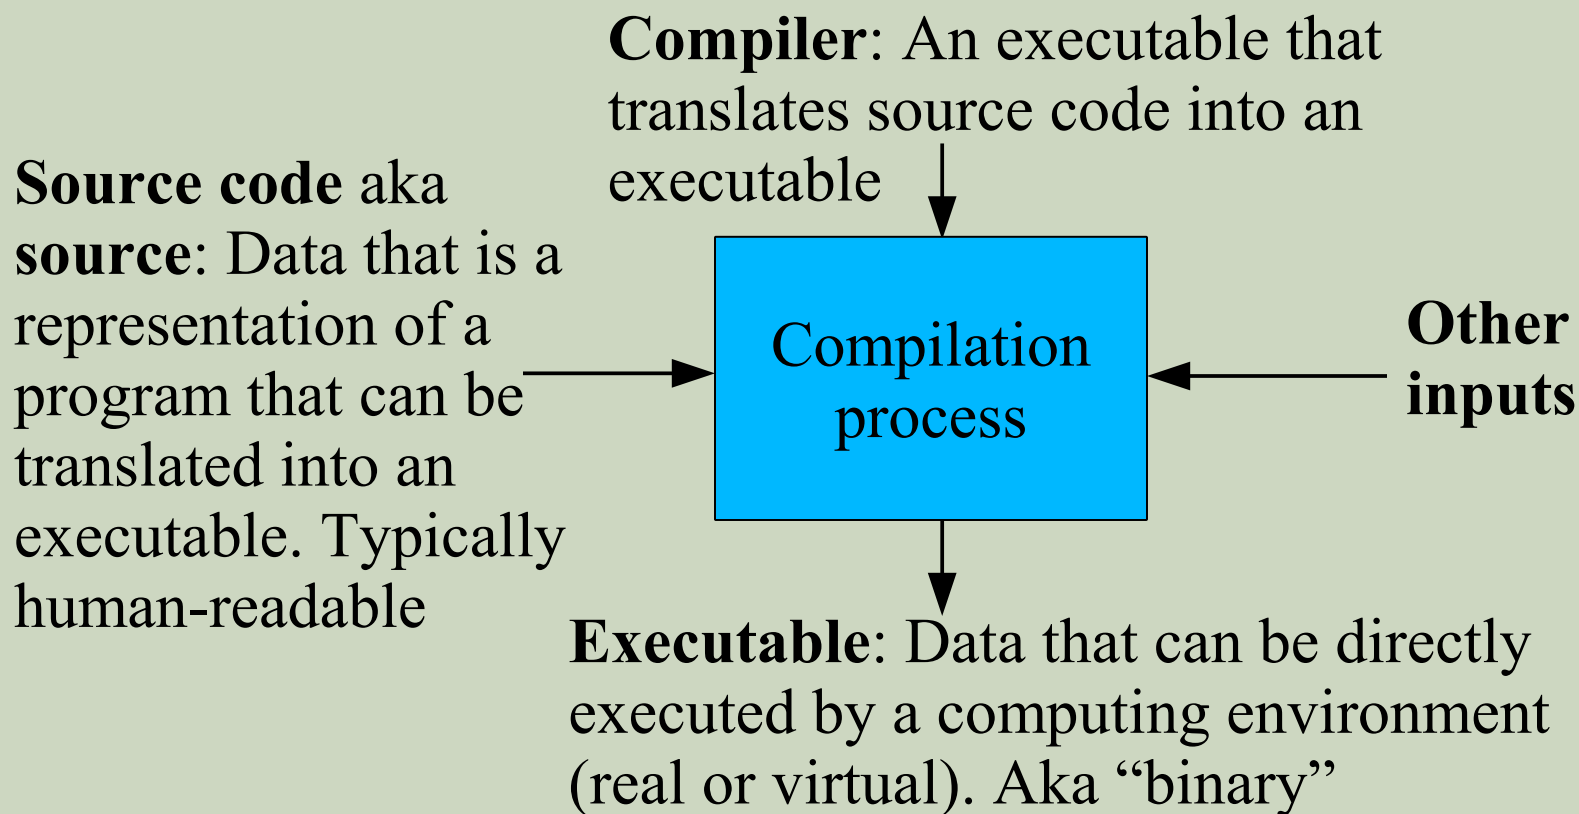 Compiler: An executable that
translates source code into an
executable
Source code aka
source: Data that is a
representation of a
program that can be
translated into an
executable. Typically
human-readable
Compilation
process
Other
inputs
Executable: Data that can be directly
executed by a computing environment
(real or virtual). Aka “binary”